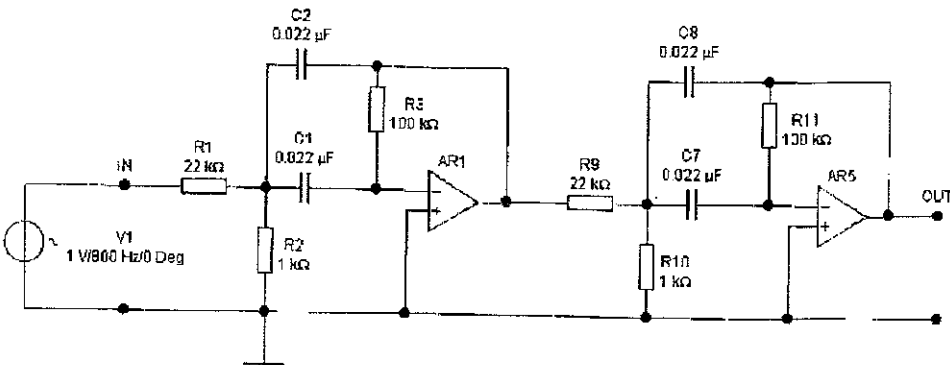 C2
0.022 µF
R3
100 kΩ
C1
0.022 µF
R1
22 kΩ
IN
AR1
R2
1 kΩ
V1
1 V/800 Hz/0 Deg
C8
0.022 µF
R11
100 kΩ
C7
0.022 µF
R9
22 kΩ
AR5
OUT
R10
1 kΩ